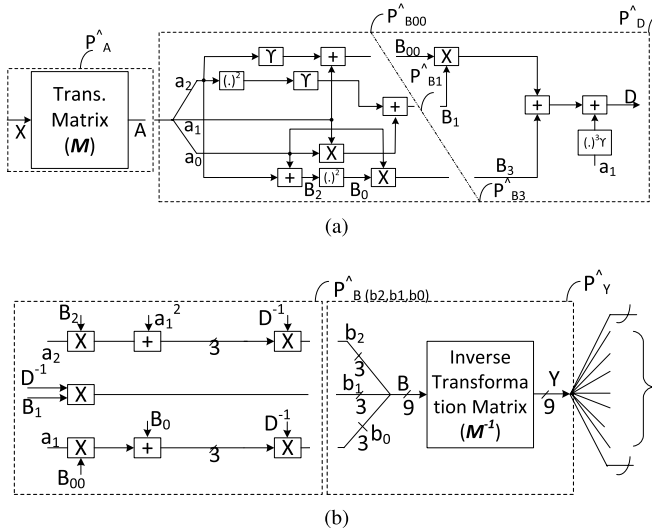 P^A
P^B00
P^D
X
Trans.
Matrix
(M)
A
a2
a1
a0
ϒ
+
(.)²
ϒ
+
X
+
B2
(.)²
B0
X
B00
P^B1
B1
X
B3
P^B3
+
+
D
(.)³ϒ
a1
(a)
P^B (b2,b1,b0)
P^Y
B2
a1²
D-1
a2
X
+
3
X
D-1
B1
X
a1
X
B00
B0
+
3
D-1
X
b2
3
b1
3
b0
3
B
9
Inverse
Transforma
tion Matrix
(M-1)
Y
9
(b)